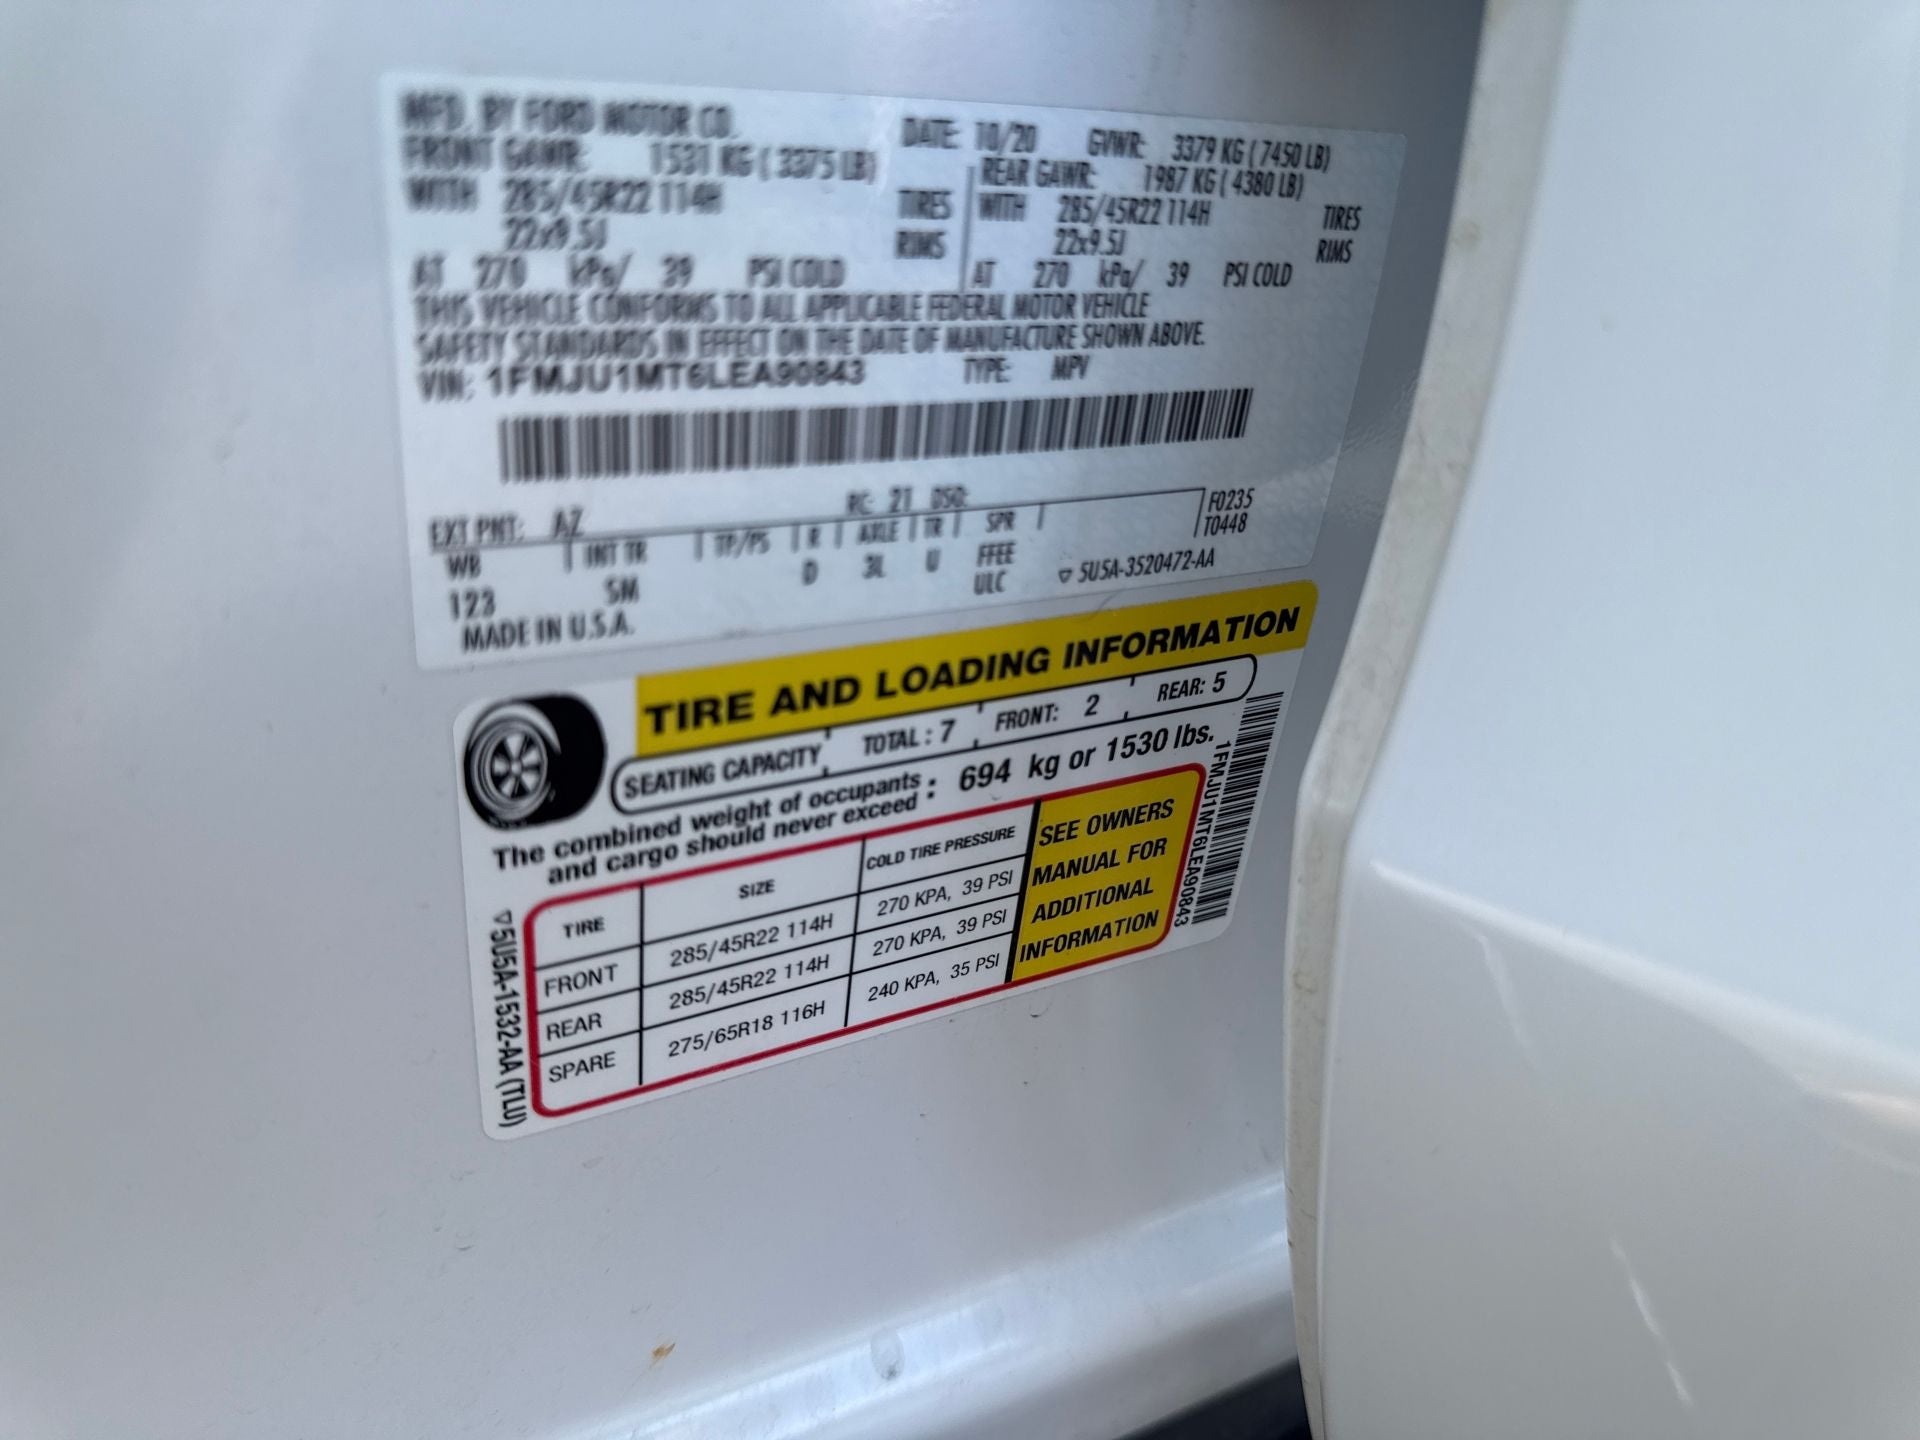 MFD. BY FORD MOTOR CO.
DATE: 10/20 GVWR: 3379 KG ( 7450 LB)
FRONT GAWR: 1531 KG ( 3375 LB) REAR GAWR: 1987 KG ( 4380 LB)
WITH 285/45R22 114H TIRES WITH 285/45R22 114H TIRES
22x9.5J RIMS 22x9.5J RIMS
AT 270 kPa/ 39 PSI COLD AT 270 kPa/ 39 PSI COLD
THIS VEHICLE CONFORMS TO ALL APPLICABLE FEDERAL MOTOR VEHICLE
SAFETY STANDARDS IN EFFECT ON THE DATE OF MANUFACTURE SHOWN ABOVE.
VIN: 1FMJU1MT6LEA90843 TYPE: MPV
EXT PNT: AZ RC: 21 DSO: F0235
WB INT TR TP/PS R AXLE TR SPR T0448
123 5M D 3L U FFEE
ULC ▽ 5U5A-3520472-AA
MADE IN U.S.A.
TIRE AND LOADING INFORMATION
SEATING CAPACITY TOTAL : 7 FRONT: 2 REAR: 5
The combined weight of occupants
and cargo should never exceed : 694 kg or 1530 lbs.
TIRE SIZE COLD TIRE PRESSURE
FRONT 285/45R22 114H 270 KPA, 39 PSI
REAR 285/45R22 114H 270 KPA, 39 PSI
SPARE 275/65R18 116H 240 KPA, 35 PSI
SEE OWNERS
MANUAL FOR
ADDITIONAL
INFORMATION
1FMJU1MT6LEA90843
▽5U5A-1532-AA (TLU)